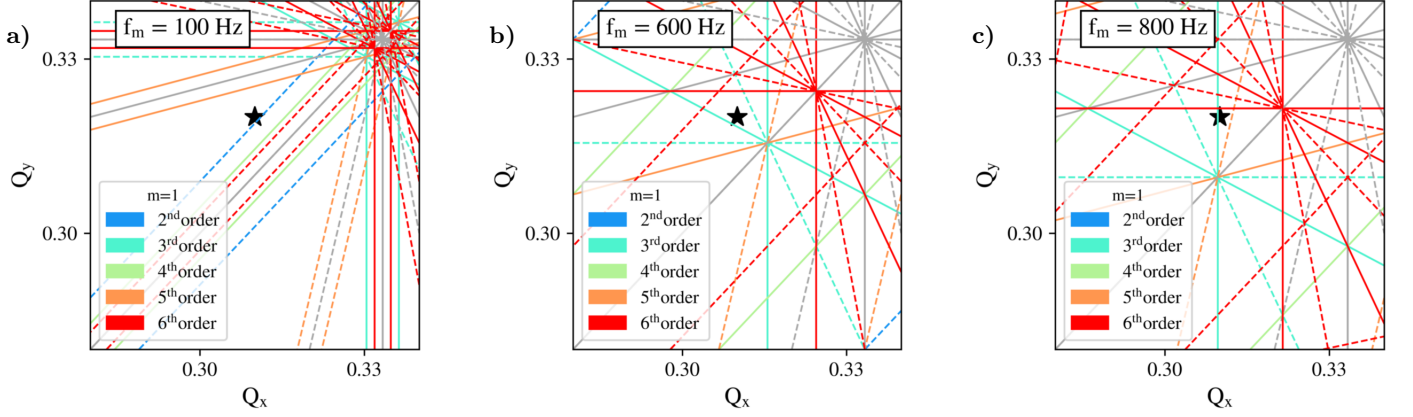 a)
f_m = 100 Hz
0.33
Q_y
0.30
m=1
2^nd order
3^rd order
4^th order
5^th order
6^th order
0.30 0.33
Q_x
b)
f_m = 600 Hz
0.33
Q_y
0.30
m=1
2^nd order
3^rd order
4^th order
5^th order
6^th order
0.30 0.33
Q_x
c)
f_m = 800 Hz
0.33
Q_y
0.30
m=1
2^nd order
3^rd order
4^th order
5^th order
6^th order
0.30 0.33
Q_x